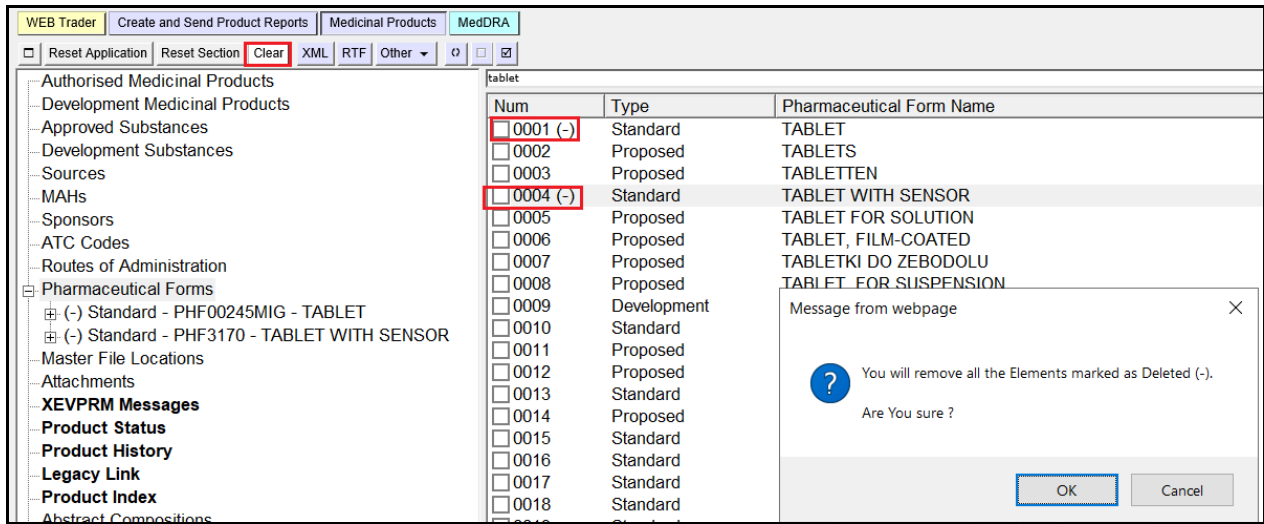 WEB Trader Create and Send Product Reports Medicinal Products MedDRA
Reset Application Reset Section Clear XML RTF Other
Authorised Medicinal Products
Development Medicinal Products
Approved Substances
Development Substances
Sources
MAHs
Sponsors
ATC Codes
Routes of Administration
Pharmaceutical Forms
(-) Standard - PHF00245MIG - TABLET
(-) Standard - PHF3170 - TABLET WITH SENSOR
Master File Locations
Attachments
XEVPRM Messages
Product Status
Product History
Legacy Link
Product Index
Abstract Compositions
tablet
Num Type Pharmaceutical Form Name
0001 (-) Standard TABLET
0002 Proposed TABLETS
0003 Proposed TABLETTEN
0004 (-) Standard TABLET WITH SENSOR
0005 Proposed TABLET FOR SOLUTION
0006 Proposed TABLET, FILM-COATED
0007 Proposed TABLETKI DO ZEBODOLU
0008 Proposed TABLET, FOR SUSPENSION
0009 Development
0010 Standard
0011 Proposed
0012 Proposed
0013 Standard
0014 Proposed
0015 Standard
0016 Standard
0017 Standard
0018 Standard
Message from webpage
You will remove all the Elements marked as Deleted (-).
Are You sure ?
OK Cancel